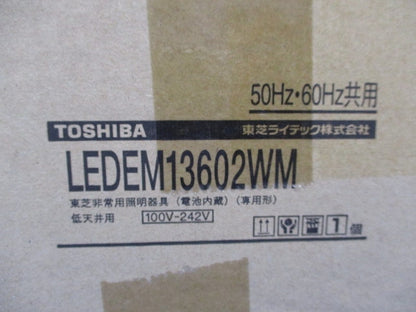 50Hz・60Hz共用
TOSHIBA 東芝ライテック株式会社
LEDEM13602WM
東芝非常用照明器具（電池内蔵）（専用形）
低天井用 100V-242V
1個